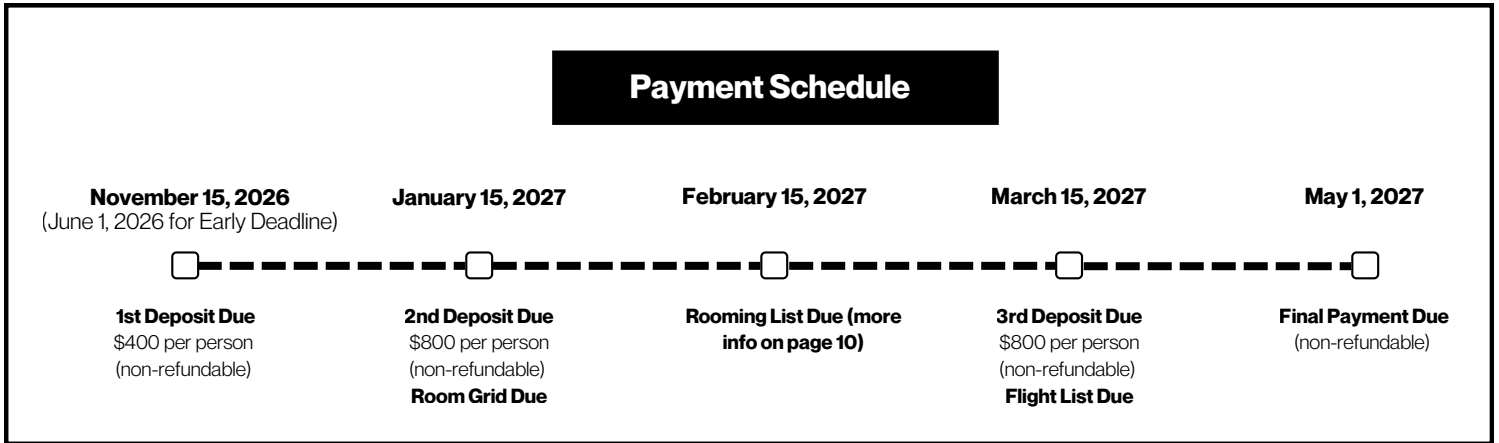 Payment Schedule
November 15, 2026
(June 1, 2026 for Early Deadline)
January 15, 2027
February 15, 2027
March 15, 2027
May 1, 2027
1st Deposit Due
$400 per person
(non-refundable)
2nd Deposit Due
$800 per person
(non-refundable)
Room Grid Due
Rooming List Due (more
info on page 10)
3rd Deposit Due
$800 per person
(non-refundable)
Flight List Due
Final Payment Due
(non-refundable)